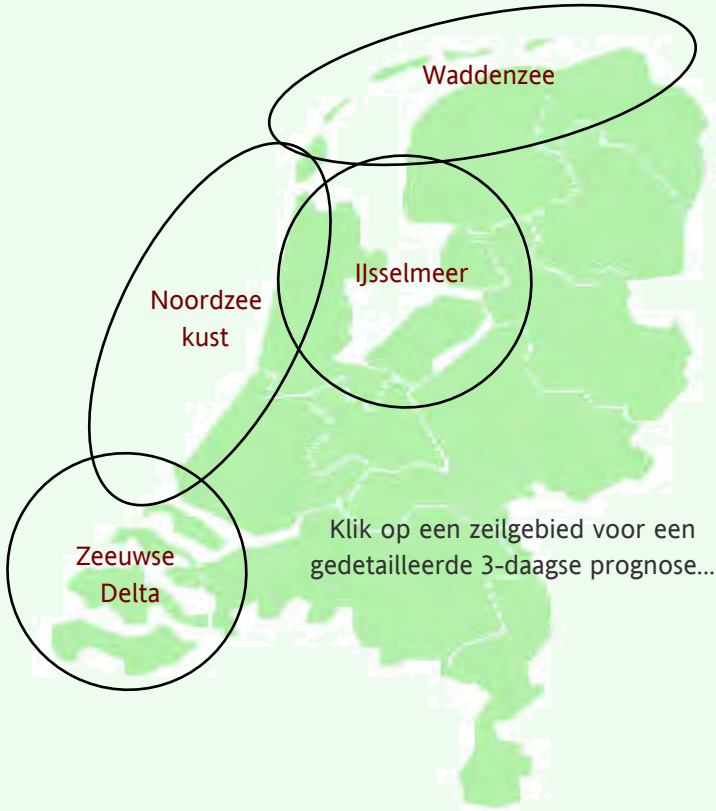 Waddenzee
IJsselmeer
Noordzee
kust
Klik op een zeilgebied voor een
gedetailleerde 3-daagse prognose...
Zeeuwse
Delta